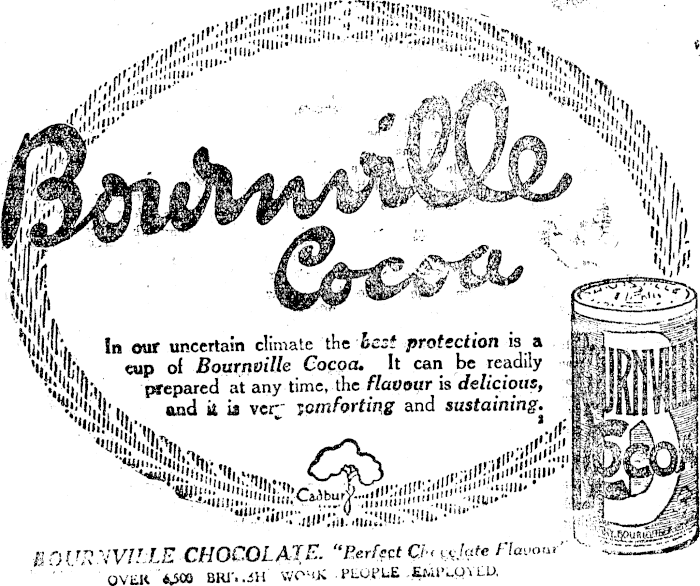 Bournville
Cocoa
In our uncertain climate the best protection is a
cup of Bournville Cocoa. It can be readily
prepared at any time, the flavour is delicious,
and it is very comforting and sustaining.
Cadbury
BOURNVILLE
COCOA
BOURNVILLE CHOCOLATE. "Perfect Chocolate Flavour"
OVER 6,500 BRITISH WORK PEOPLE EMPLOYED.